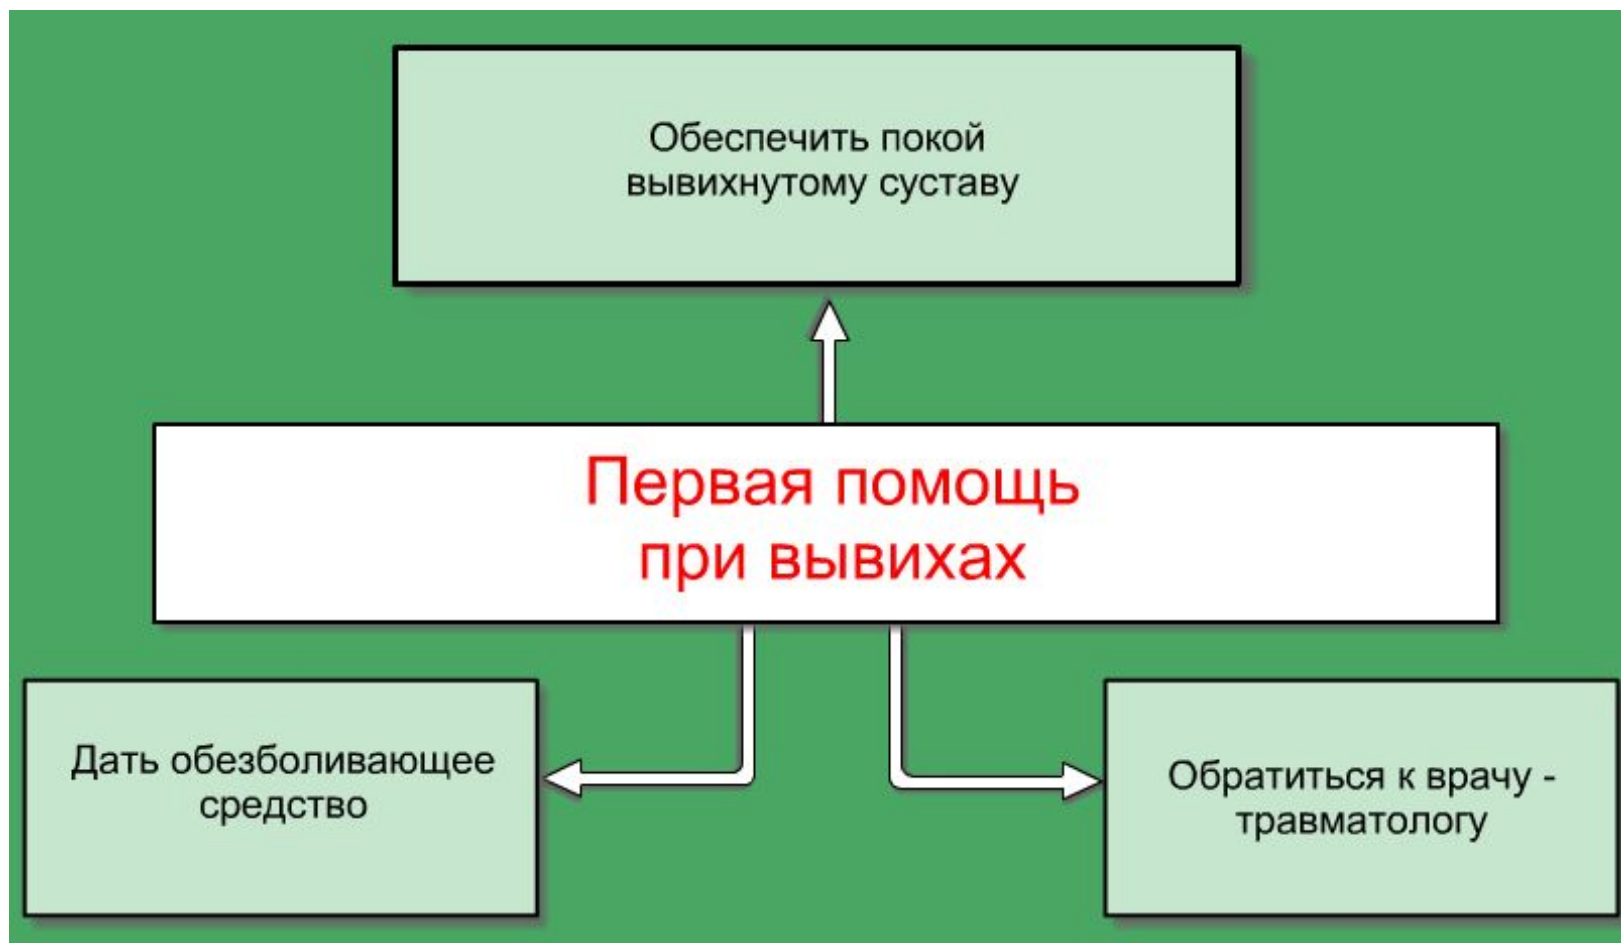 Обеспечить покой
вывихнутому суставу
Первая помощь
при вывихах
Дать обезболивающее
средство
Обратиться к врачу -
травматологу